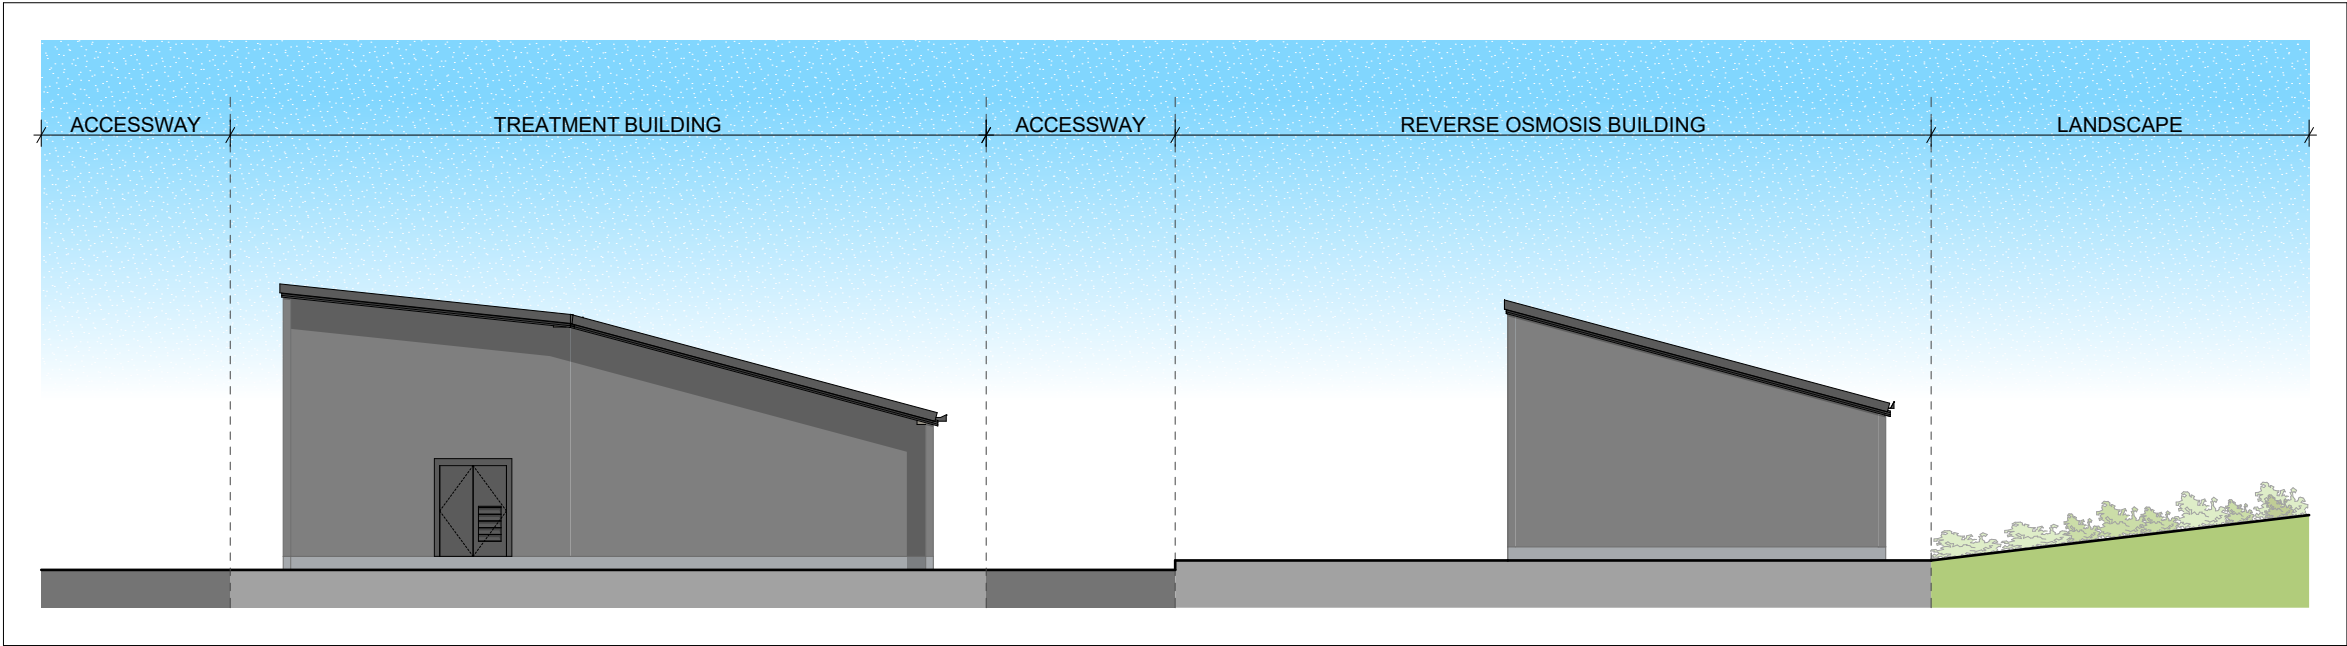 ACCESSWAY
TREATMENT BUILDING
ACCESSWAY
REVERSE OSMOSIS BUILDING
LANDSCAPE